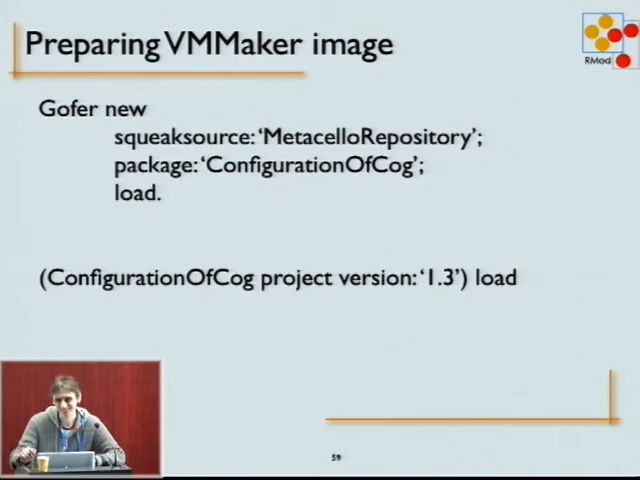 Preparing VMMaker image
RMod
Gofer new
squeaksource: ‘MetacelloRepository’;
package: ‘ConfigurationOfCog’;
load.
(ConfigurationOfCog project version: ‘1.3’) load
59